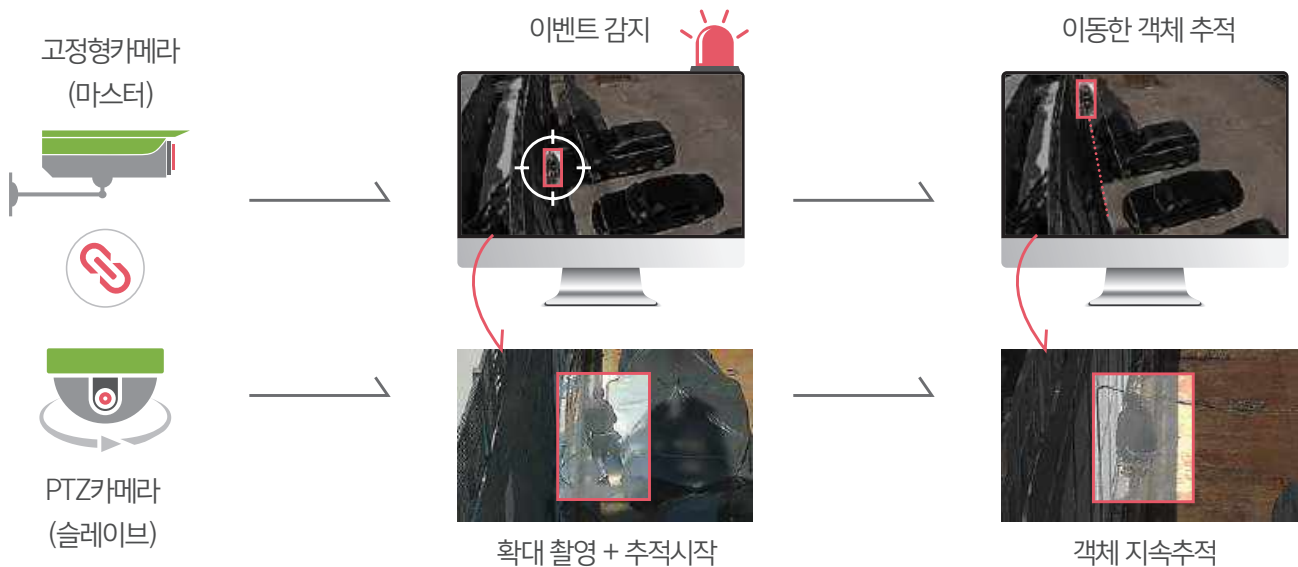 고정형카메라
(마스터)
이벤트 감지
이동한 객체 추적
PTZ카메라
(슬레이브)
확대 촬영 + 추적시작
객체 지속추적